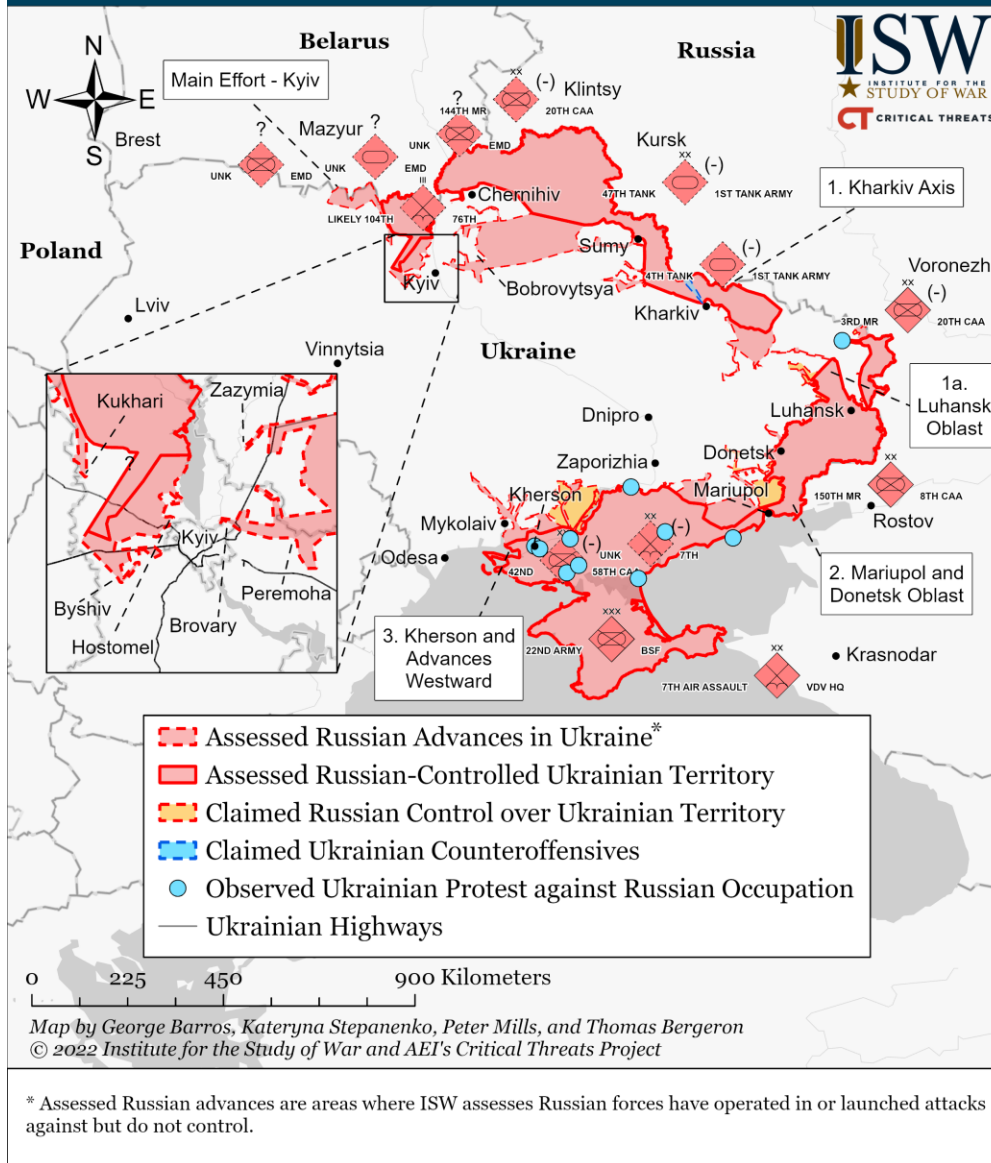 ISW
INSTITUTE FOR THE
STUDY OF WAR
CT CRITICAL THREATS
N
W E
S
Belarus
Russia
Poland
Ukraine
Main Effort - Kyiv
Brest
Mazyur
?
?
?
XX
(-)
Klintsy
144TH MR
20TH CAA
UNK
EMD
UNK
EMD
UNK
EMD
III
LIKELY 104TH
76TH
Chernihiv
Kursk
XX
(-)
47TH TANK
1ST TANK ARMY
1. Kharkiv Axis
Sumy
XX
(-)
4TH TANK
1ST TANK ARMY
Kyiv
Bobrovytsya
Kharkiv
Voronezh
XX
(-)
3RD MR
20TH CAA
Lviv
Vinnytsia
1a.
Luhansk
Oblast
Luhansk
Dnipro
Donetsk
Zaporizhia
Mariupol
XX
150TH MR
8TH CAA
Rostov
Kherson
Mykolaiv
Odesa
XX
(-)
42ND
58TH CAA
XX
(-)
UNK
7TH
2. Mariupol and
Donetsk Oblast
3. Kherson and
Advances
Westward
XXX
22ND ARMY
BSF
XX
7TH AIR ASSAULT
VDV HQ
Krasnodar
Kukhari
Zazymia
?
Kyiv
Byshiv
Hostomel
Brovary
Peremoha
Assessed Russian Advances in Ukraine*
Assessed Russian-Controlled Ukrainian Territory
Claimed Russian Control over Ukrainian Territory
Claimed Ukrainian Counteroffensives
Observed Ukrainian Protest against Russian Occupation
Ukrainian Highways
0 225 450 900 Kilometers
Map by George Barros, Kateryna Stepanenko, Peter Mills, and Thomas Bergeron
© 2022 Institute for the Study of War and AEI's Critical Threats Project
* Assessed Russian advances are areas where ISW assesses Russian forces have operated in or launched attacks
against but do not control.